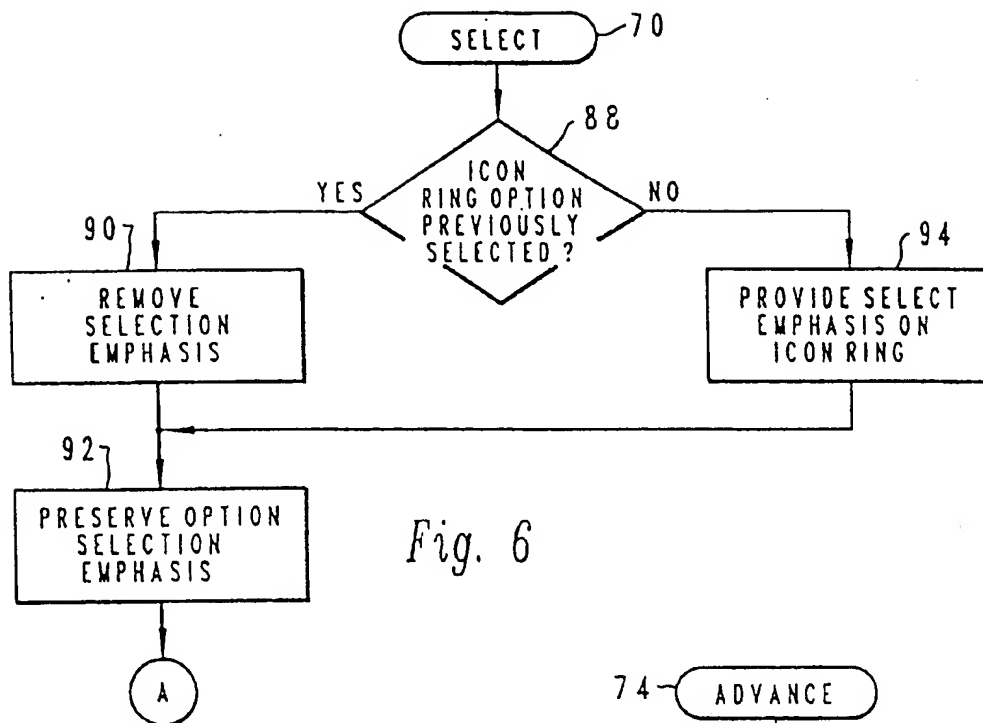 SELECT
70
88
ICON
RING OPTION
PREVIOUSLY
SELECTED ?
YES
NO
90
REMOVE
SELECTION
EMPHASIS
94
PROVIDE SELECT
EMPHASIS ON
ICON RING
92
PRESERVE OPTION
SELECTION
EMPHASIS
Fig. 6
A
74
ADVANCE